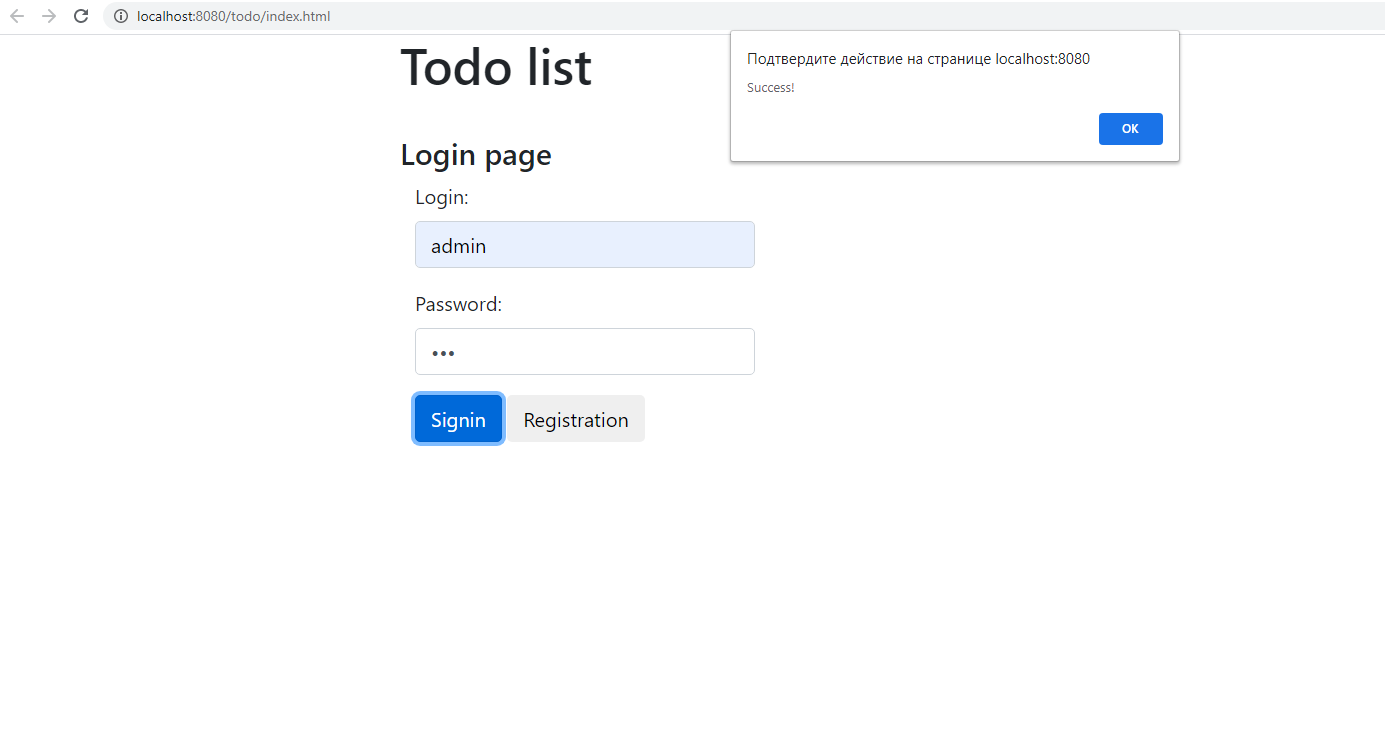 localhost:8080/todo/index.html
Todo list
Подтвердите действие на странице localhost:8080
Success!
OK
Login page
Login:
admin
Password:
•••
Signin Registration